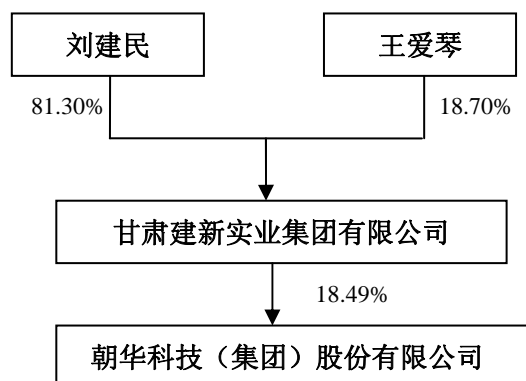 刘建民
王爱琴
81.30%
18.70%
甘肃建新实业集团有限公司
18.49%
朝华科技（集团）股份有限公司